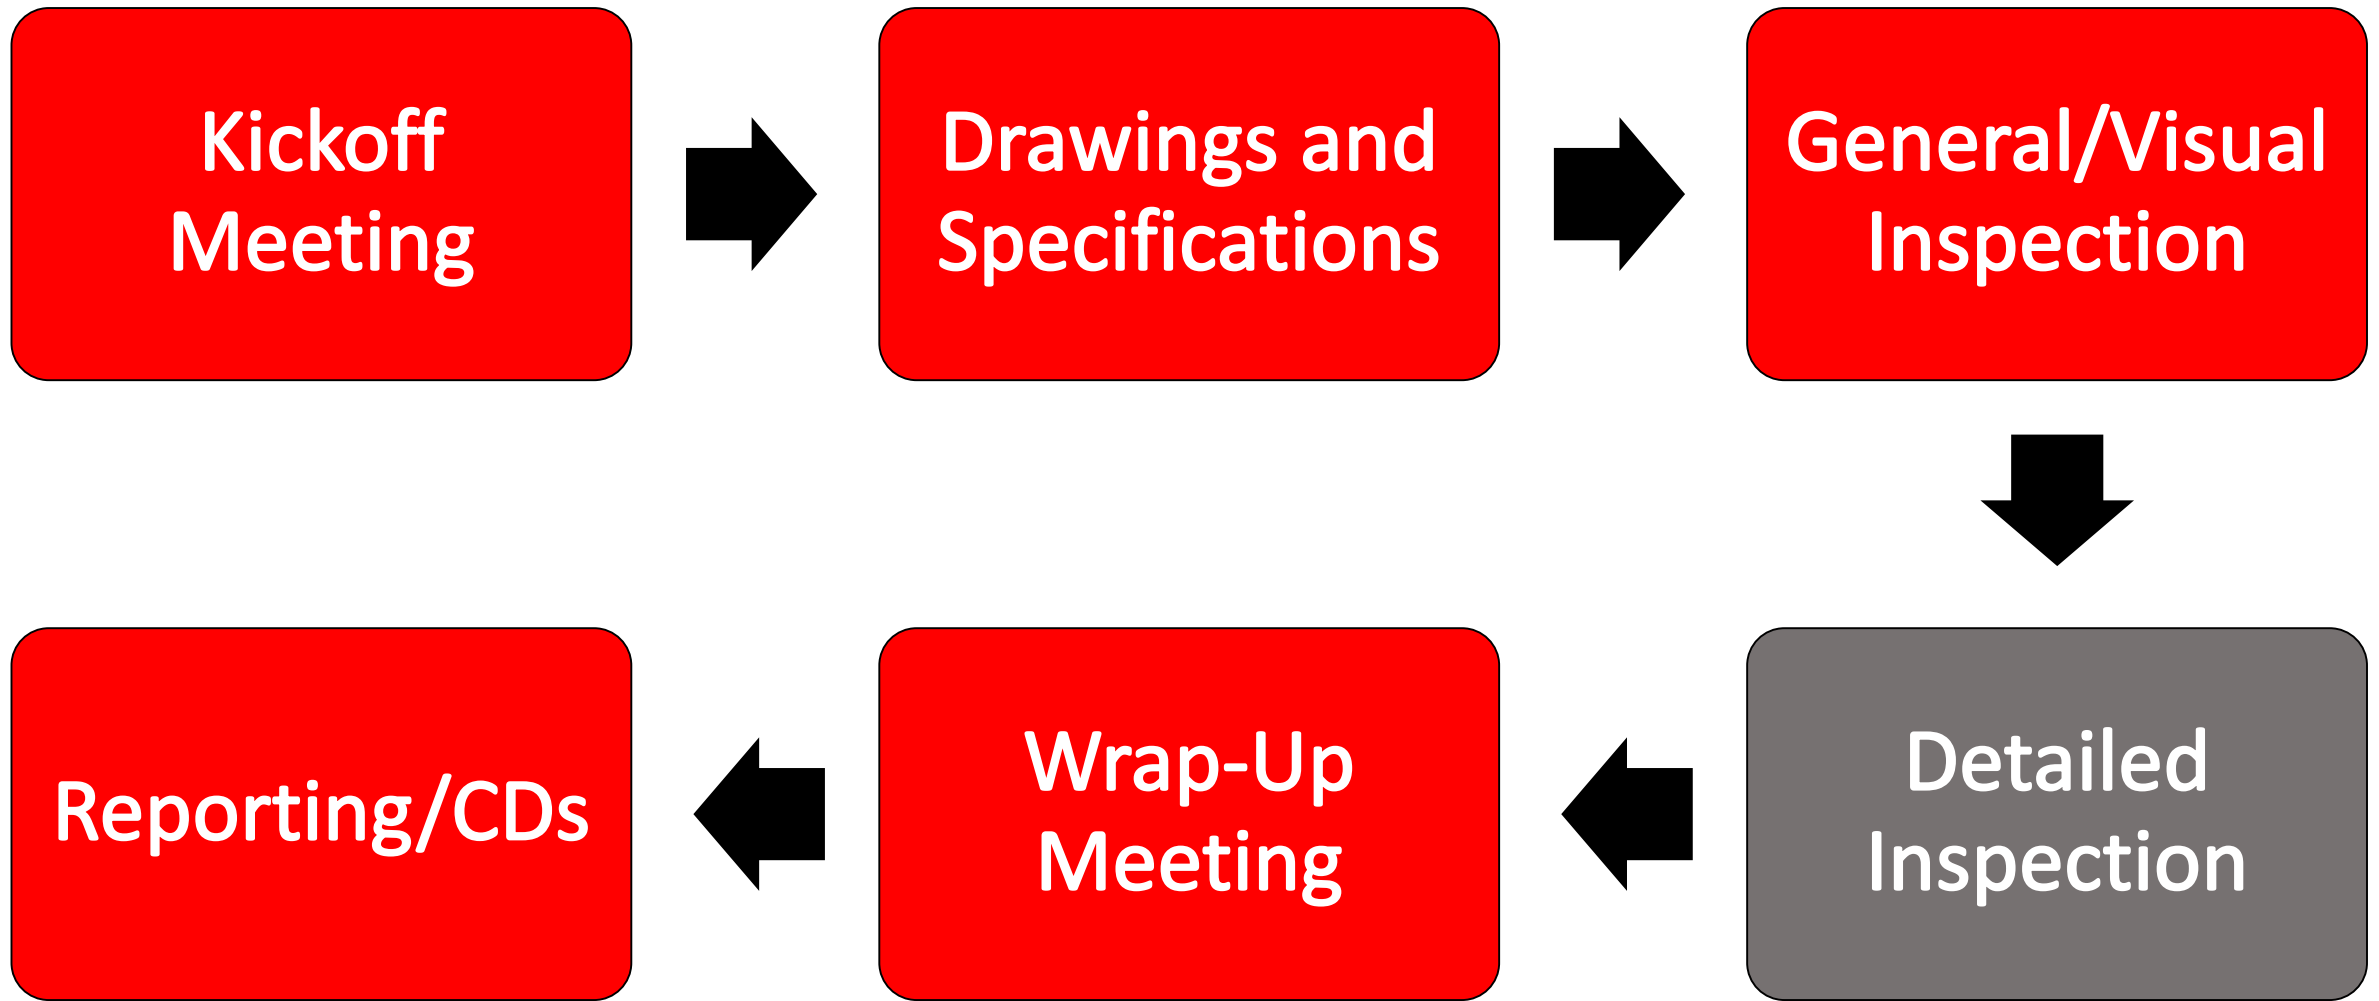 Kickoff
Meeting
Drawings and
Specifications
General/Visual
Inspection
Detailed
Inspection
Wrap-Up
Meeting
Reporting/CDs